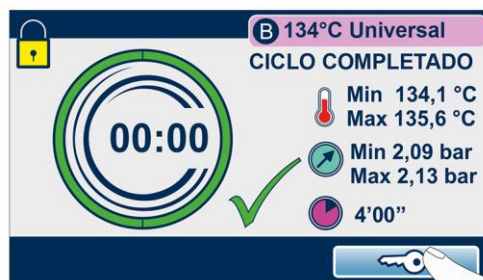 B 134°C Universal
CICLO COMPLETADO
00:00
Min 134,1 °C
Max 135,6 °C
Min 2,09 bar
Max 2,13 bar
4’00”